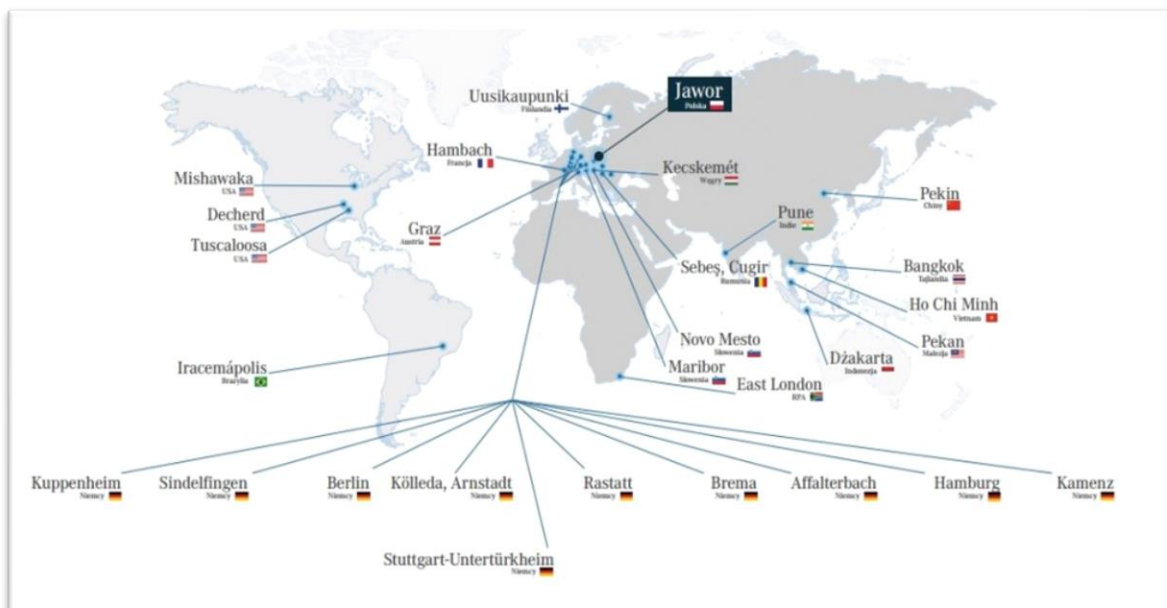 Jawor
Polska
Uusikaupunki
Finlandia
Hambach
Francja
Kecskemét
Węgry
Mishawaka
USA
Pekin
Chiny
Decherd
USA
Pune
Indie
Graz
Austria
Tuscaloosa
USA
Sebeş, Cugir
Rumunia
Bangkok
Tajlandia
Ho Chi Minh
Vietnam
Novo Mesto
Słowenia
Pekan
Malezja
Dżakarta
Indonezja
Iracemápolis
Brazylia
Maribor
Słowenia
East London
RPA
Kuppenheim
Niemcy
Sindelfingen
Niemcy
Berlin
Niemcy
Kölleda, Arnstadt
Niemcy
Rastatt
Niemcy
Brema
Niemcy
Affalterbach
Niemcy
Hamburg
Niemcy
Kamenz
Niemcy
Stuttgart-Untertürkheim
Niemcy